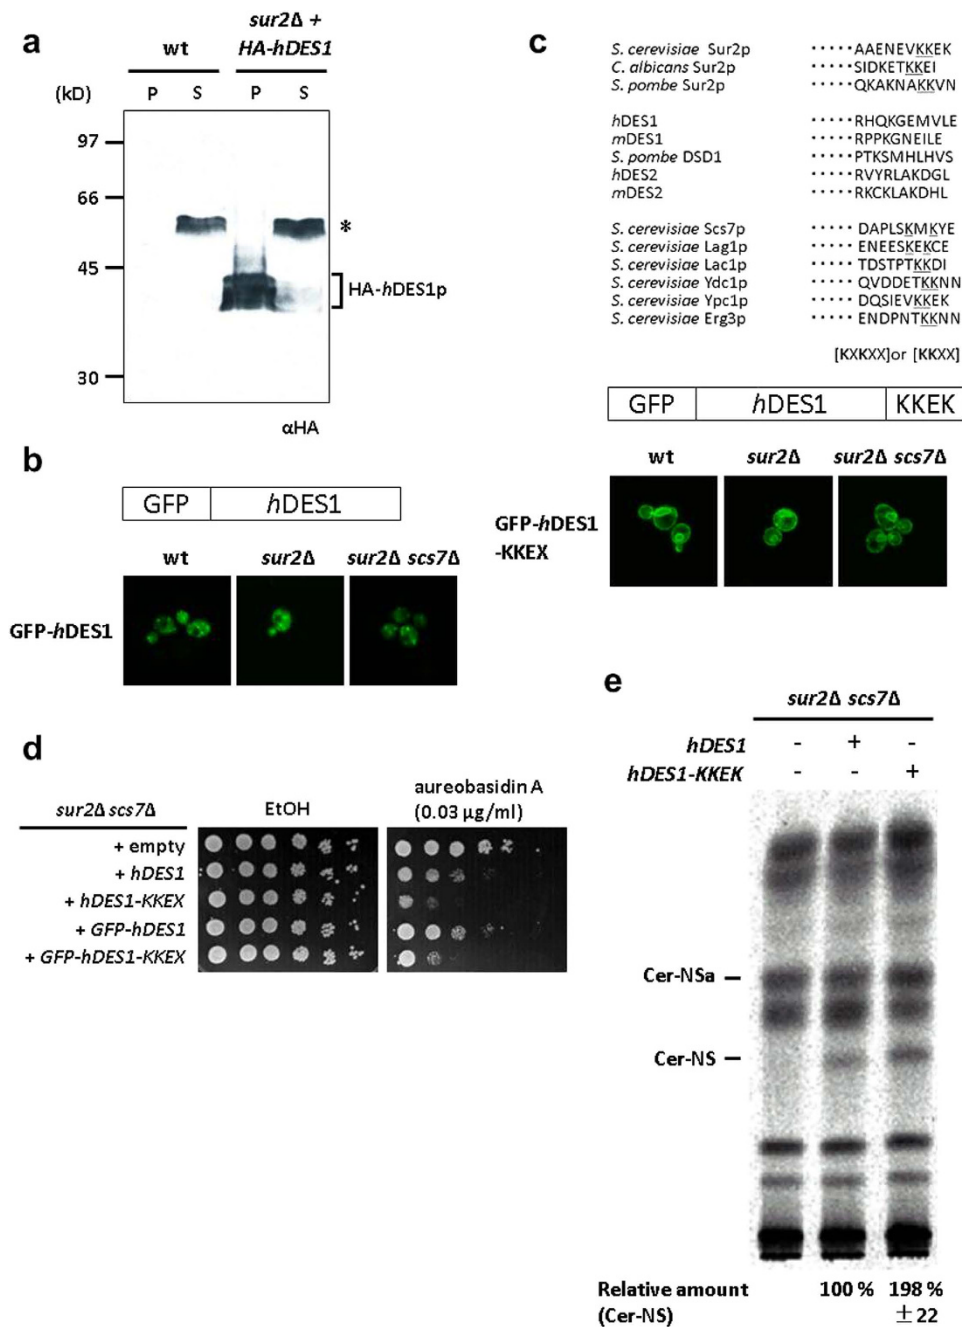 a
wt
sur2Δ +
HA-hDES1
(kD) P S P S
97
66
*
45
HA-hDES1p
30
αHA
b
GFP hDES1
wt sur2Δ sur2Δ scs7Δ
GFP-hDES1
c
S. cerevisiae Sur2p ·····AAENEVKKEK
C. albicans Sur2p ·····SIDKETKKEI
S. pombe Sur2p ·····QKAKNAKKVN
hDES1 ·····RHQKGEMVLE
mDES1 ·····RPPKGNEILE
S. pombe DSD1 ·····PTKSMHLHVS
hDES2 ·····RVYRLAKDGL
mDES2 ·····RKCKLAKDHL
S. cerevisiae Scs7p ·····DAPLSKMKYE
S. cerevisiae Lag1p ·····ENEESKEKCE
S. cerevisiae Lac1p ·····TDSTPTKKDI
S. cerevisiae Ydc1p ·····QVDDETKKNN
S. cerevisiae Ypc1p ·····DQSIEVKKEK
S. cerevisiae Erg3p ·····ENDPNTKKNN
[KXKXX]or [KKXX]
GFP hDES1 KKEK
wt sur2Δ sur2Δ scs7Δ
GFP-hDES1
-KKEX
d
sur2Δ scs7Δ
EtOH
aureobasidin A
(0.03 μg/ml)
+ empty
+ hDES1
+ hDES1-KKEX
+ GFP-hDES1
+ GFP-hDES1-KKEX
e
sur2Δ scs7Δ
hDES1 - + -
hDES1-KKEK - - +
Cer-NSa
Cer-NS
Relative amount 100 % 198 %
(Cer-NS) ± 22